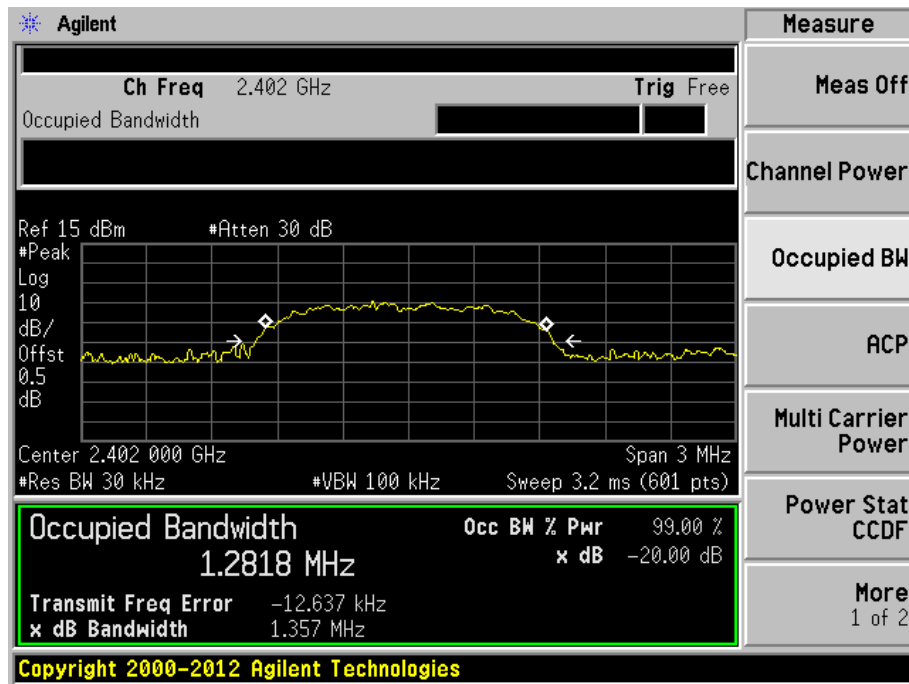 Agilent
Measure
Ch Freq 2.402 GHz Trig Free
Occupied Bandwidth
Meas Off
Channel Power
Occupied BW
ACP
Multi Carrier
Power
Power Stat
CCDF
More
1 of 2
Ref 15 dBm #Atten 30 dB
#Peak
Log
10
dB/
Offst
0.5
dB
Center 2.402 000 GHz Span 3 MHz
#Res BW 30 kHz #VBW 100 kHz Sweep 3.2 ms (601 pts)
Occupied Bandwidth Occ BW % Pwr 99.00 %
1.2818 MHz x dB -20.00 dB
Transmit Freq Error -12.637 kHz
x dB Bandwidth 1.357 MHz
Copyright 2000-2012 Agilent Technologies